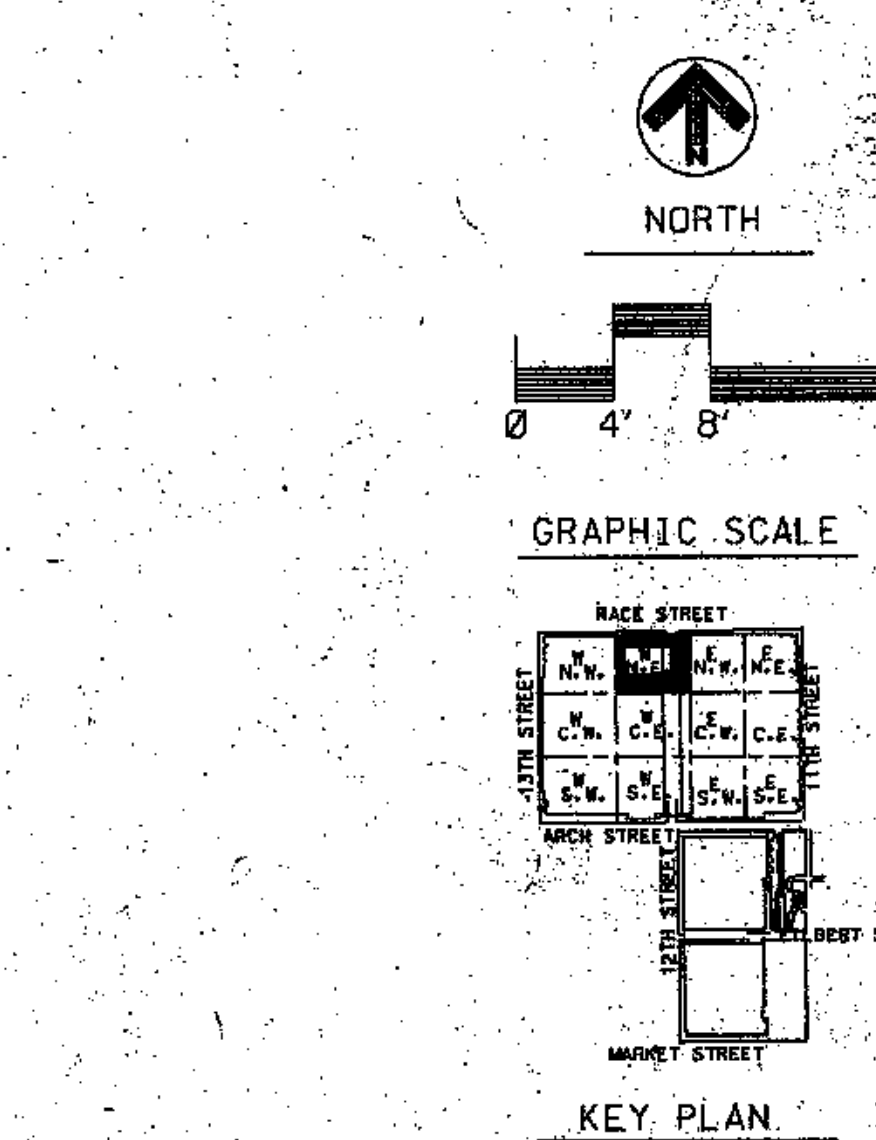 N
NORTH
0 4' 8'
GRAPHIC SCALE
RACE STREET
W W E E
N.W. N.E. N.W. N.E.
13TH STREET
11TH STREET
W W E
C.W. C.E. C.W. C.E.
W W E E
S.W. S.E. S.W. S.E.
ARCH STREET
12TH STREET
MARKET STREET
KEY PLAN